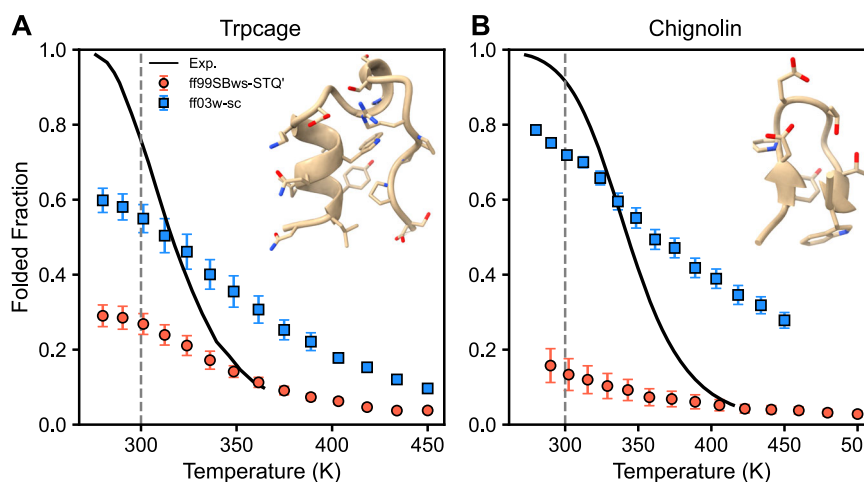 A
Trpcage
Exp.
ff99SBws-STQ'
ff03w-sc
Folded Fraction
1.0
0.8
0.6
0.4
0.2
0.0
300
350
400
450
Temperature (K)
B
Chignolin
1.0
0.8
0.6
0.4
0.2
0.0
300
350
400
450
Temperature (K)